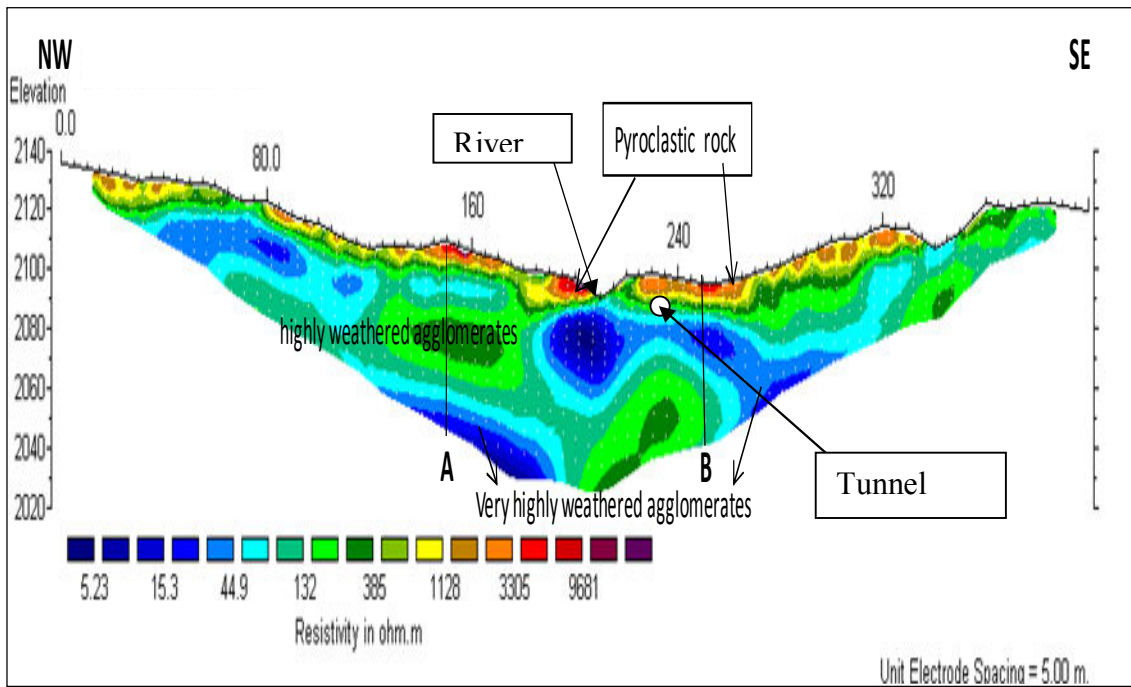 NW
SE
Elevation
0.0
2140
River
Pyroclastic rock
80.0
2120
160
320
240
2100
2080
highly weathered agglomerates
2060
2040
A
B
Tunnel
2020
Very highly weathered agglomerates
5.23 15.3 44.9 132 385 1128 3305 9681
Resistivity in ohm.m
Unit Electrode Spacing = 5.00 m.